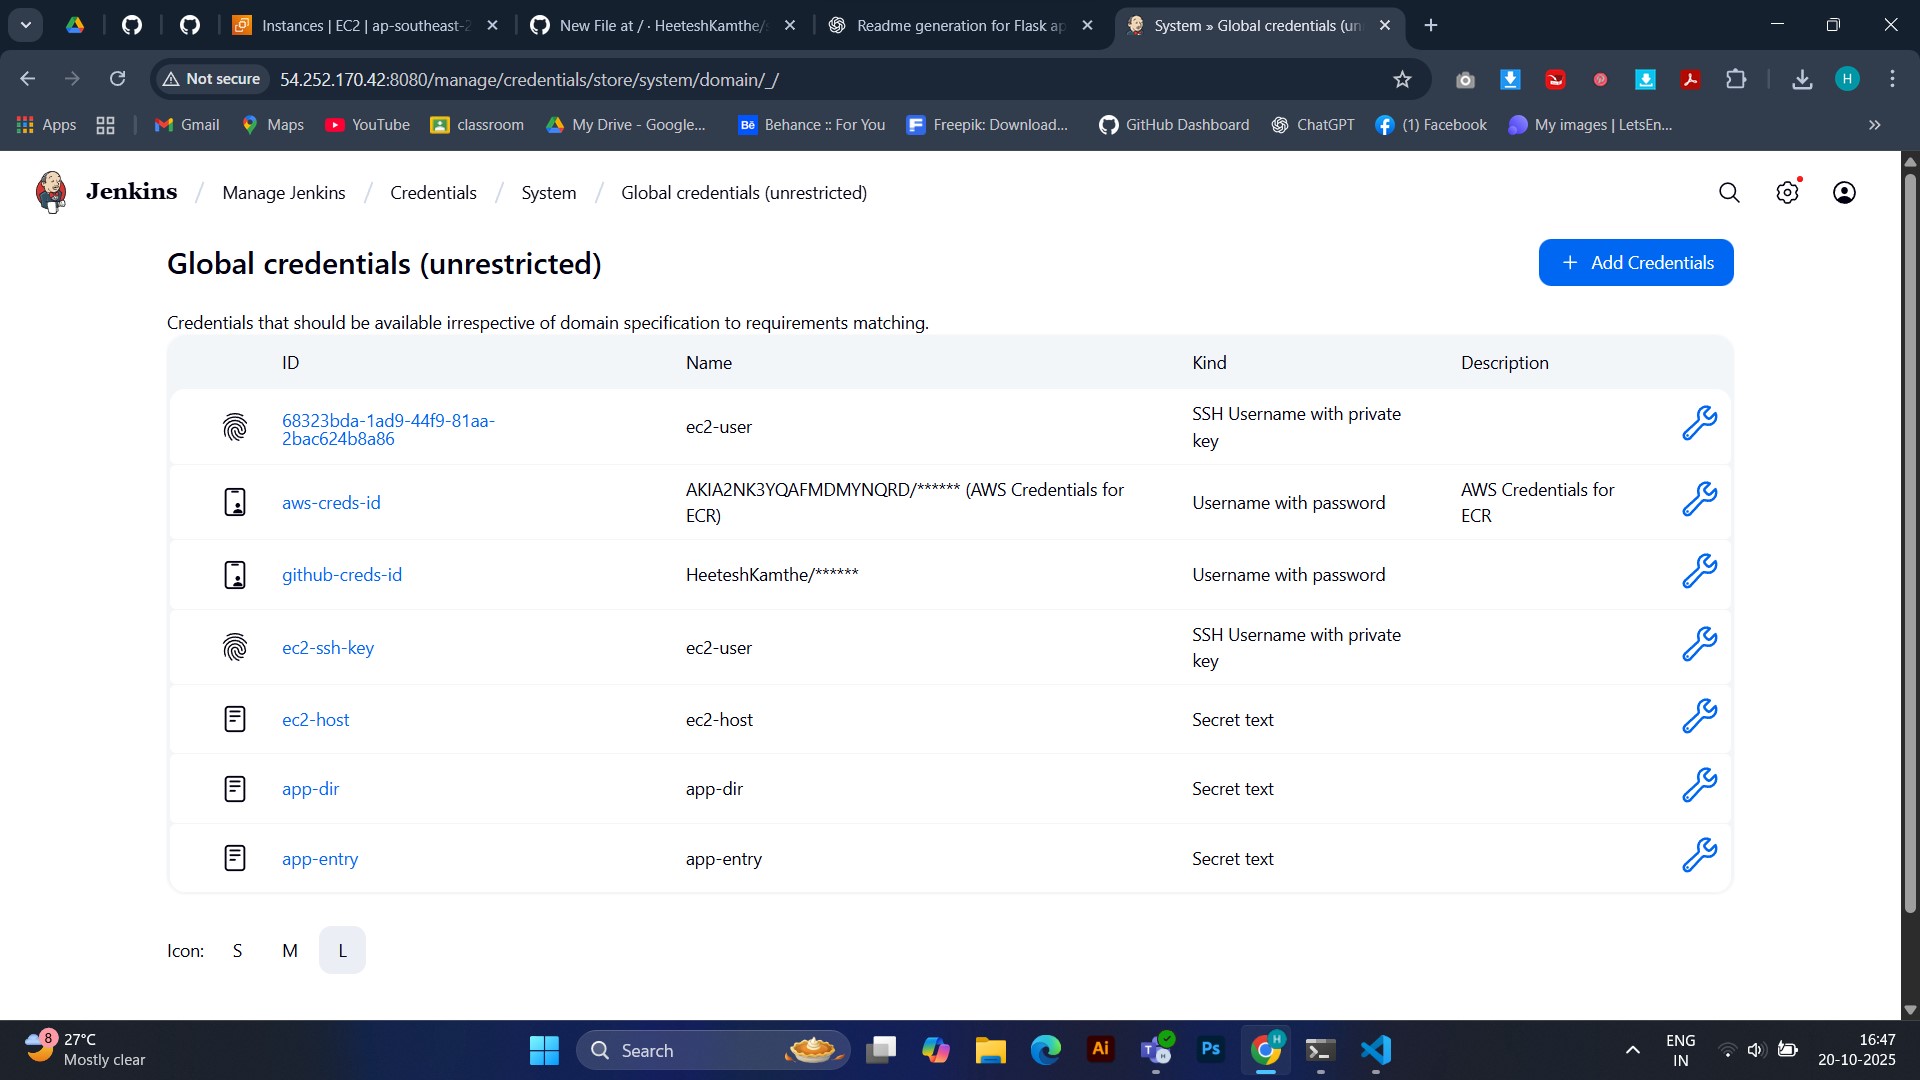 Instances | EC2 | ap-southeast-2
New File at / · HeeteshKamthe/
Readme generation for Flask ap
System » Global credentials (un
Not secure
54.252.170.42:8080/manage/credentials/store/system/domain/_/
H
Apps
Gmail
Maps
YouTube
classroom
My Drive - Google...
Bē
Behance :: For You
Freepik: Download...
GitHub Dashboard
ChatGPT
(1) Facebook
My images | LetsEn...
»
Jenkins / Manage Jenkins / Credentials / System / Global credentials (unrestricted)
Global credentials (unrestricted)
+ Add Credentials
Credentials that should be available irrespective of domain specification to requirements matching.
ID Name Kind Description
68323bda-1ad9-44f9-81aa-
2bac624b8a86
ec2-user
SSH Username with private
key
aws-creds-id
AKIA2NK3YQAFMDMYNQRD/****** (AWS Credentials for
ECR)
Username with password
AWS Credentials for
ECR
github-creds-id
HeeteshKamthe/******
Username with password
ec2-ssh-key
ec2-user
SSH Username with private
key
ec2-host
ec2-host
Secret text
app-dir
app-dir
Secret text
app-entry
app-entry
Secret text
Icon: S M L
8
27°C
Mostly clear
Search
Ai
Ps
H
ENG
IN
16:47
20-10-2025